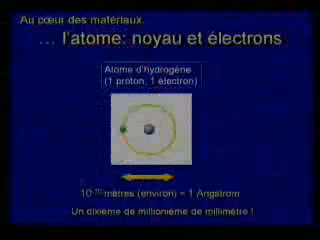 Au cœur des matériaux.
... l'atome: noyau et électrons
Atome d'hydrogène
(1 proton, 1 électron)
10⁻¹⁰ mètres (environ) = 1 Angstrom
Un dixième de millionième de millimètre !